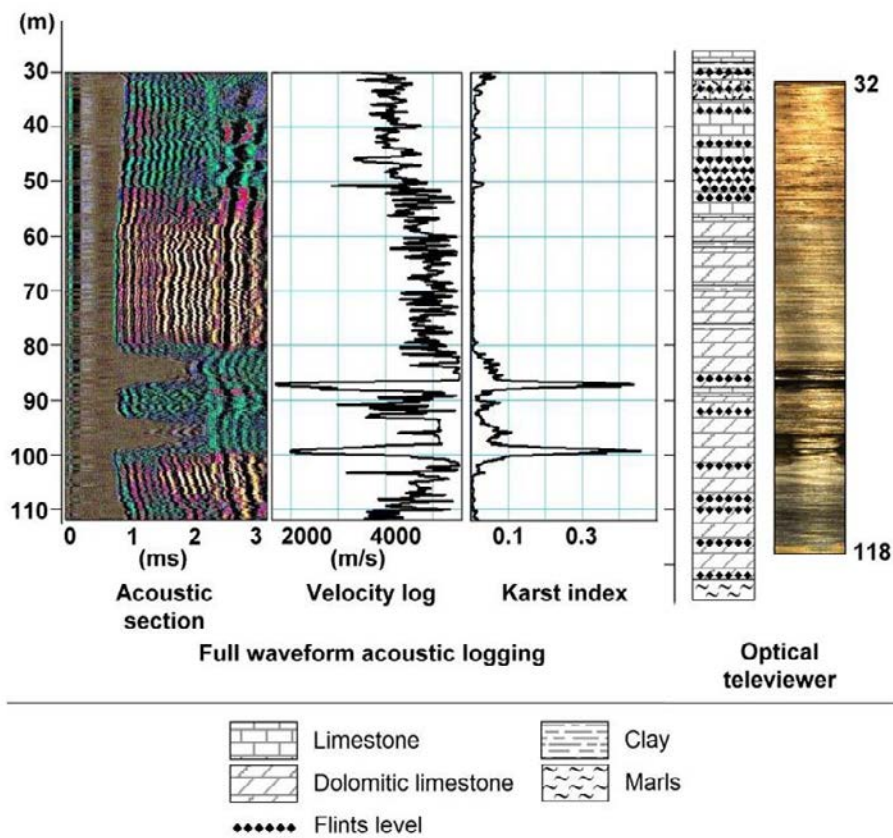 (m)
30
40
50
60
70
80
90
100
110
0 1 2 3
(ms)
Acoustic
section
2000 4000
(m/s)
Velocity log
0.1 0.3
Karst index
32
118
Full waveform acoustic logging
Optical
televiewer
Limestone
Clay
Dolomitic limestone
Marls
Flints level